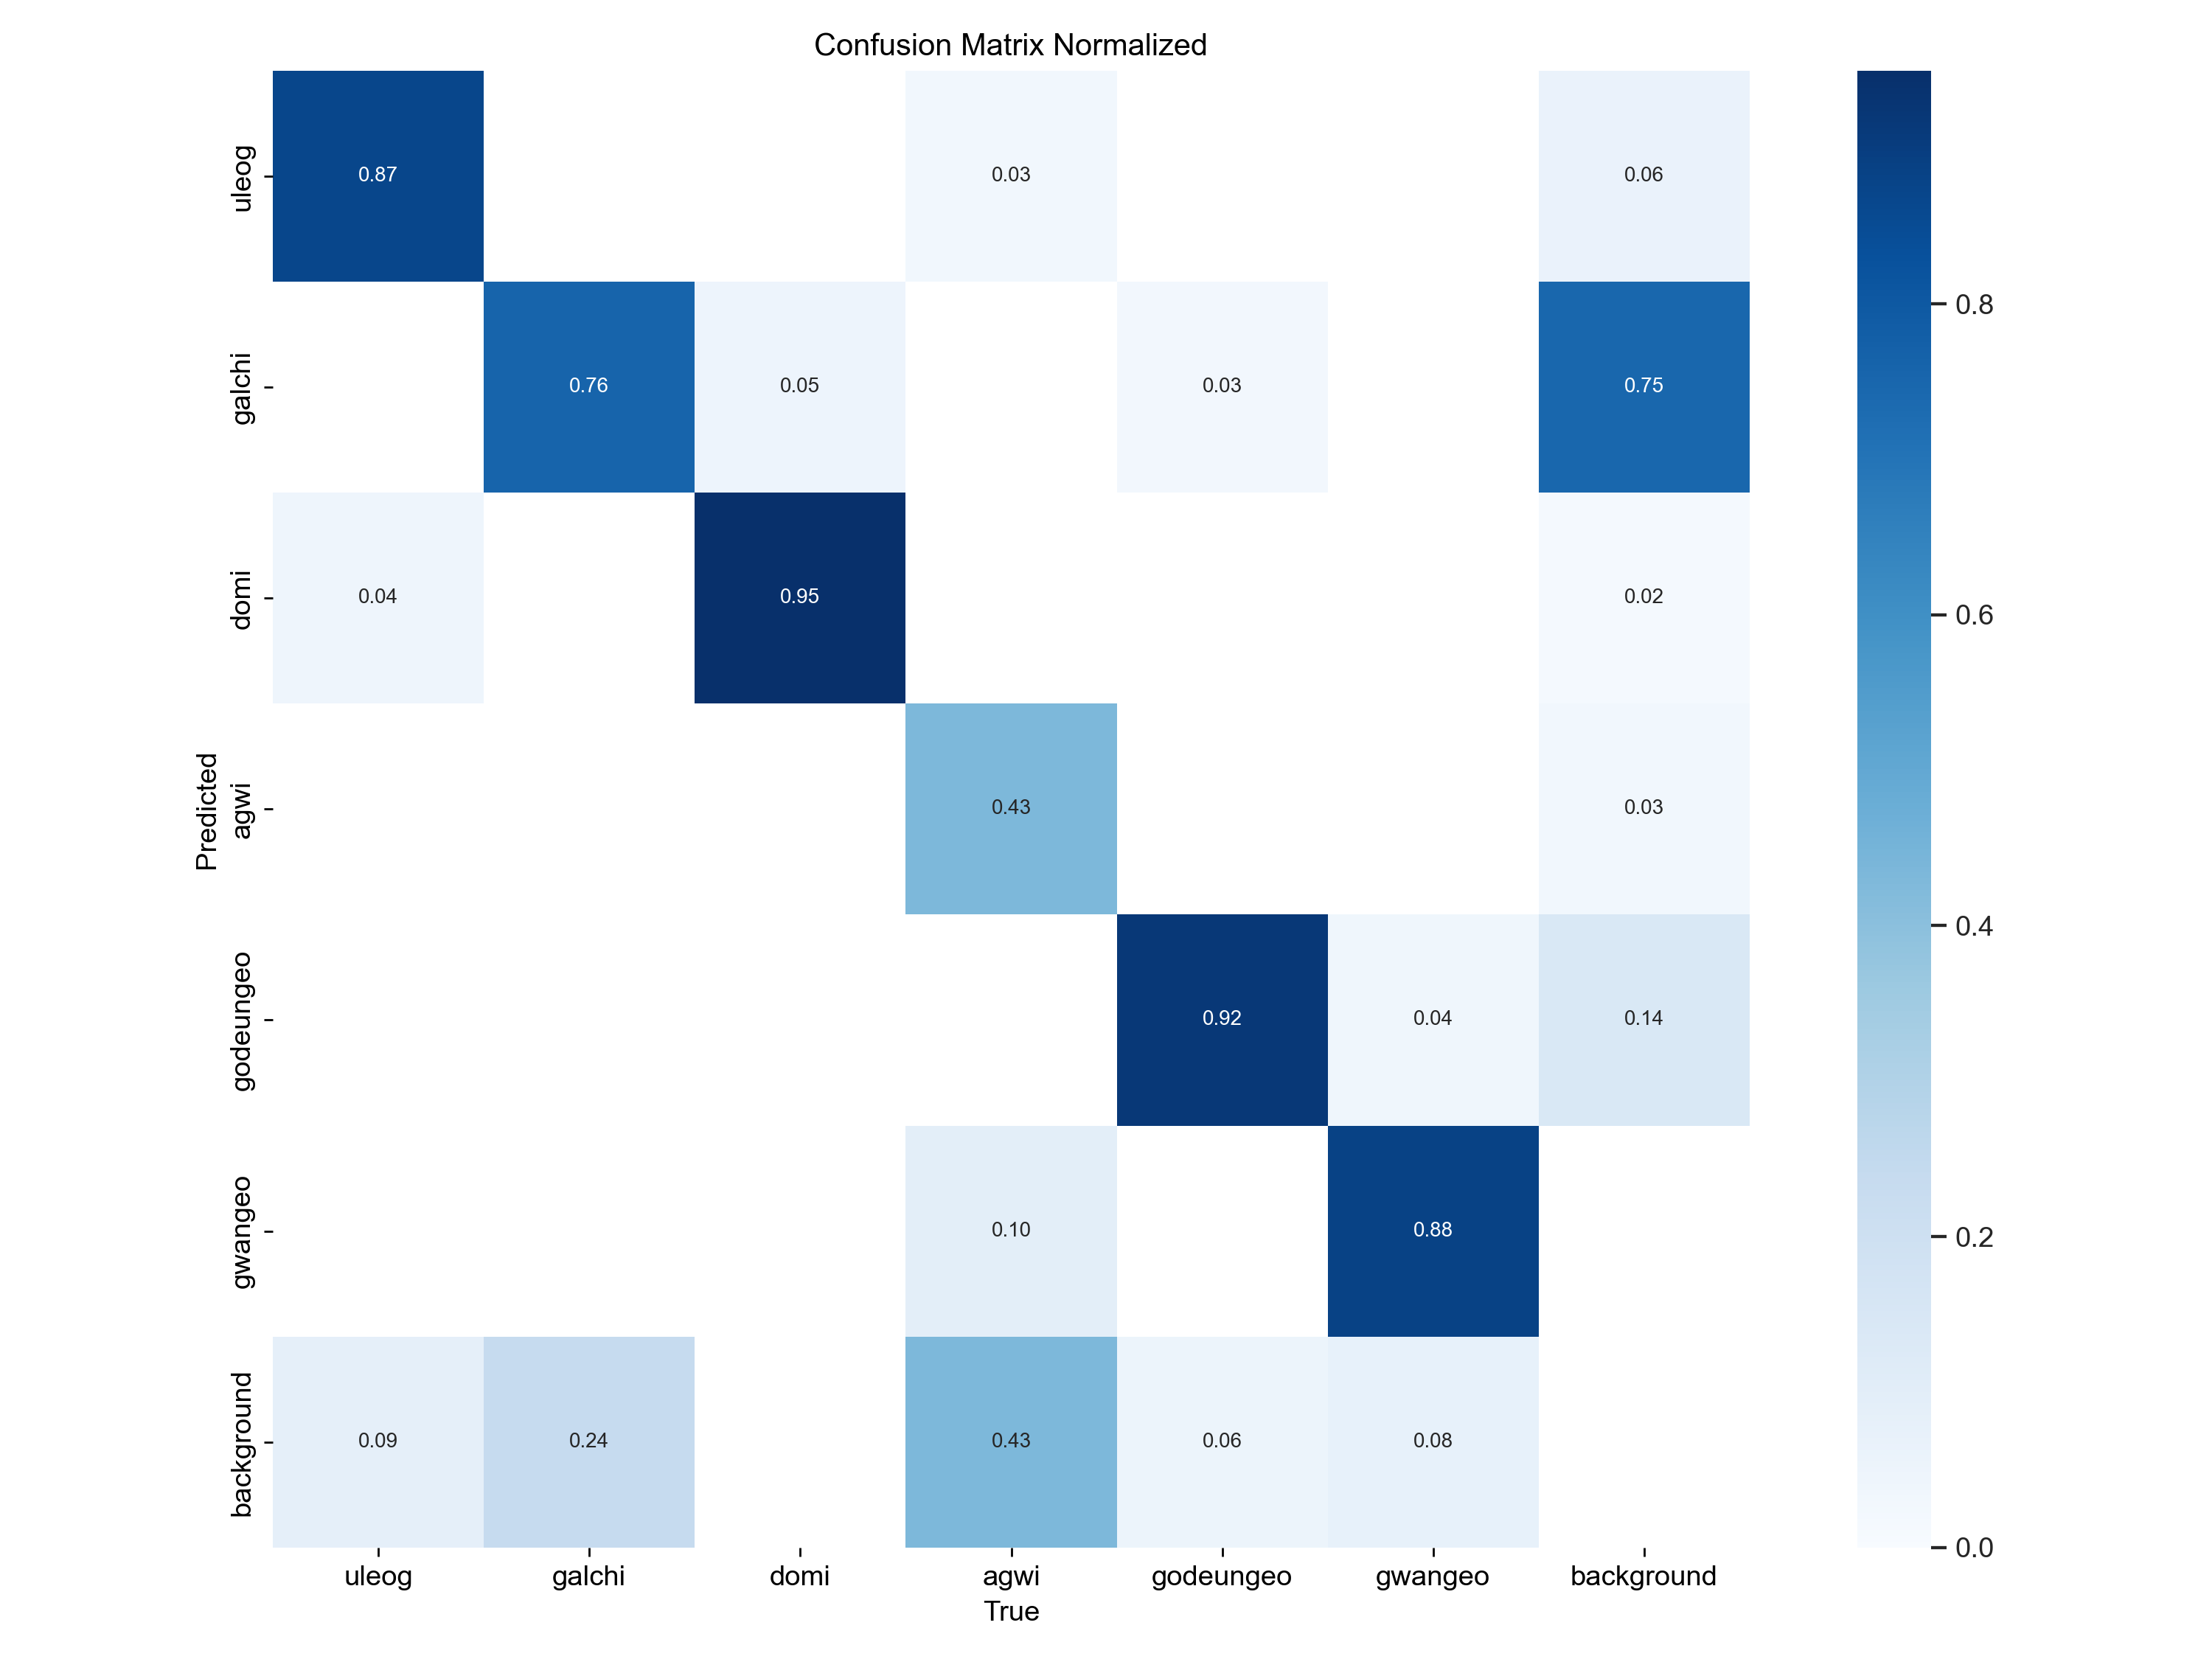 Confusion Matrix Normalized
uleog 0.87 0.03 0.06
galchi 0.76 0.05 0.03 0.75
domi 0.04 0.95 0.02
agwi 0.43 0.03
godeungeo 0.92 0.04 0.14
gwangeo 0.10 0.88
background 0.09 0.24 0.43 0.06 0.08
Predicted
uleog galchi domi agwi godeungeo gwangeo background
True
0.8
0.6
0.4
0.2
0.0